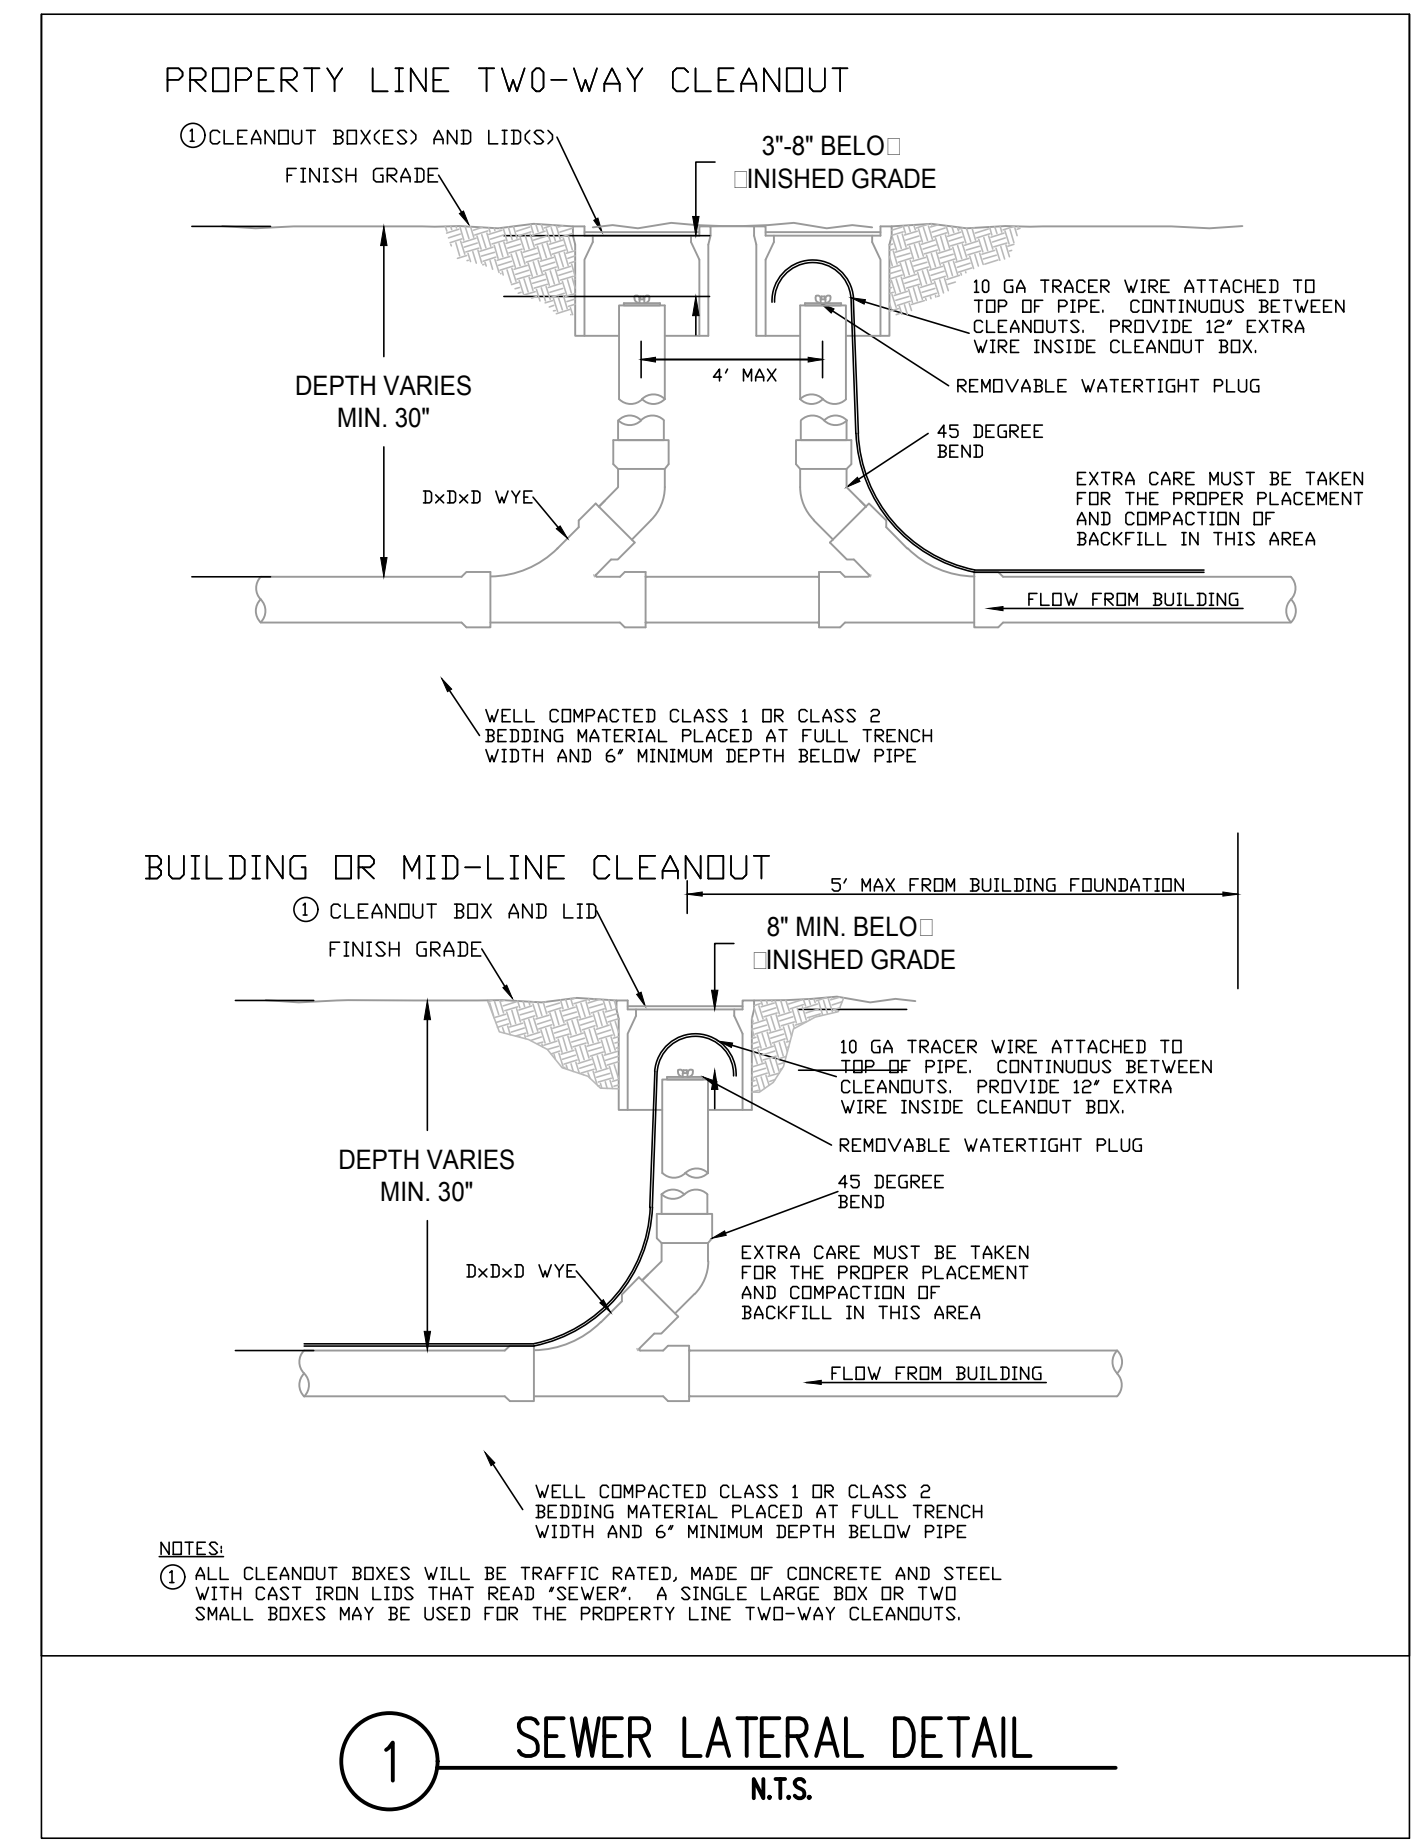 PROPERTY LINE TWO-WAY CLEANOUT
1 CLEANOUT BOX(ES) AND LID(S)
FINISH GRADE
3"-8" BELO□
□INISHED GRADE
10 GA TRACER WIRE ATTACHED TO
TOP OF PIPE. CONTINUOUS BETWEEN
CLEANOUTS. PROVIDE 12" EXTRA
WIRE INSIDE CLEANOUT BOX.
4' MAX
REMOVABLE WATERTIGHT PLUG
DEPTH VARIES
MIN. 30"
45 DEGREE
BEND
DxDxD WYE
EXTRA CARE MUST BE TAKEN
FOR THE PROPER PLACEMENT
AND COMPACTION OF
BACKFILL IN THIS AREA
FLOW FROM BUILDING
WELL COMPACTED CLASS 1 OR CLASS 2
BEDDING MATERIAL PLACED AT FULL TRENCH
WIDTH AND 6" MINIMUM DEPTH BELOW PIPE
BUILDING OR MID-LINE CLEANOUT
5' MAX FROM BUILDING FOUNDATION
1 CLEANOUT BOX AND LID
FINISH GRADE
8" MIN. BELO□
□INISHED GRADE
10 GA TRACER WIRE ATTACHED TO
TOP OF PIPE. CONTINUOUS BETWEEN
CLEANOUTS. PROVIDE 12" EXTRA
WIRE INSIDE CLEANOUT BOX.
REMOVABLE WATERTIGHT PLUG
DEPTH VARIES
MIN. 30"
45 DEGREE
BEND
DxDxD WYE
EXTRA CARE MUST BE TAKEN
FOR THE PROPER PLACEMENT
AND COMPACTION OF
BACKFILL IN THIS AREA
FLOW FROM BUILDING
WELL COMPACTED CLASS 1 OR CLASS 2
BEDDING MATERIAL PLACED AT FULL TRENCH
WIDTH AND 6" MINIMUM DEPTH BELOW PIPE
NOTES:
1 ALL CLEANOUT BOXES WILL BE TRAFFIC RATED, MADE OF CONCRETE AND STEEL
WITH CAST IRON LIDS THAT READ "SEWER". A SINGLE LARGE BOX OR TWO
SMALL BOXES MAY BE USED FOR THE PROPERTY LINE TWO-WAY CLEANOUTS.
1 SEWER LATERAL DETAIL
N.T.S.